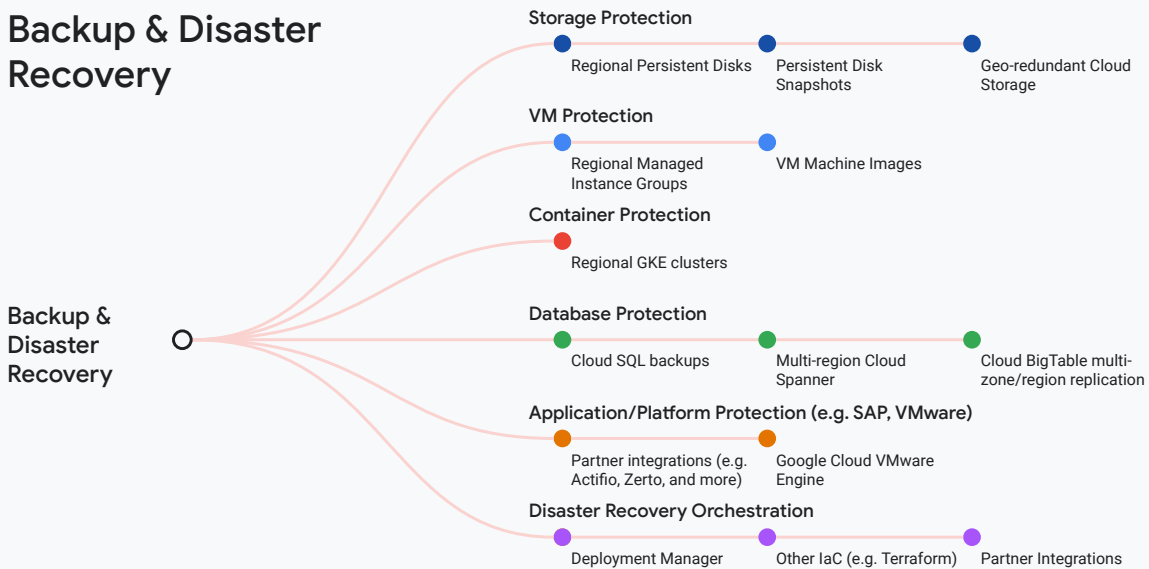 Backup & Disaster
Recovery
Storage Protection
Regional Persistent Disks
Persistent Disk
Snapshots
Geo-redundant Cloud
Storage
VM Protection
Regional Managed
Instance Groups
VM Machine Images
Container Protection
Regional GKE clusters
Backup &
Disaster
Recovery
Database Protection
Cloud SQL backups
Multi-region Cloud
Spanner
Cloud BigTable multi-
zone/region replication
Application/Platform Protection (e.g. SAP, VMware)
Partner integrations (e.g.
Actifio, Zerto, and more)
Google Cloud VMware
Engine
Disaster Recovery Orchestration
Deployment Manager
Other IaC (e.g. Terraform)
Partner Integrations